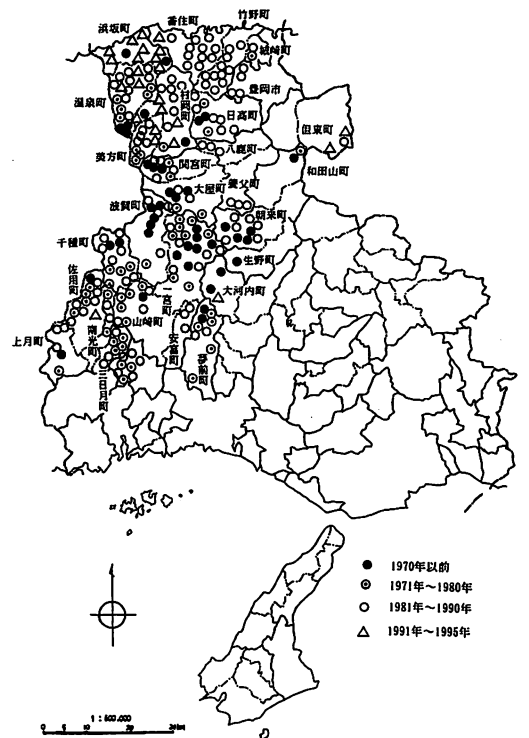 竹野町
香住町
浜坂町
城崎町
豊岡市
村岡町
温泉町
日高町
但東町
美方町
八鹿町
関宮町
和田山町
養父町
大屋町
波賀町
朝来町
千種町
生野町
佐用町
一宮町
大河内町
山崎町
上月町
南光町
安富町
夢前町
三日月町
● 1970年以前
◉ 1971年～1980年
○ 1981年～1990年
△ 1991年～1995年
1：600,000
0 5 10 20